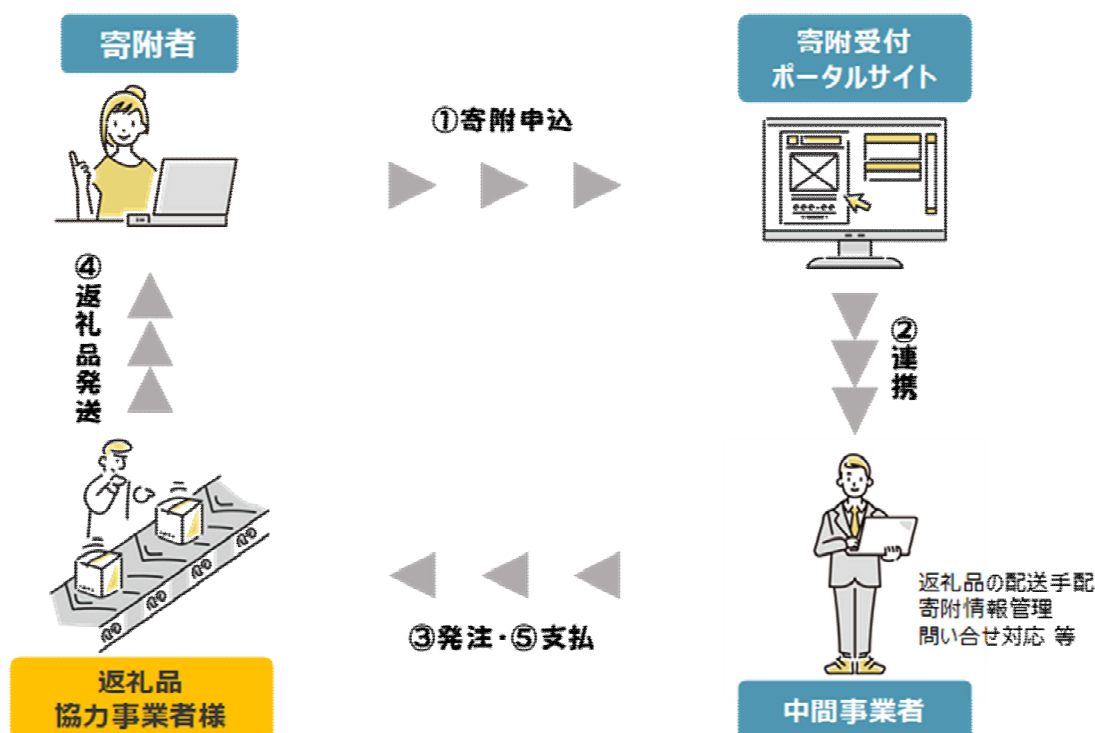 寄附者
寄附受付
ポータルサイト
①寄附申込
②連携
④返礼品発送
返礼品の配送手配
寄附情報管理
問い合せ対応 等
③発注・⑤支払
返礼品
協力事業者様
中間事業者